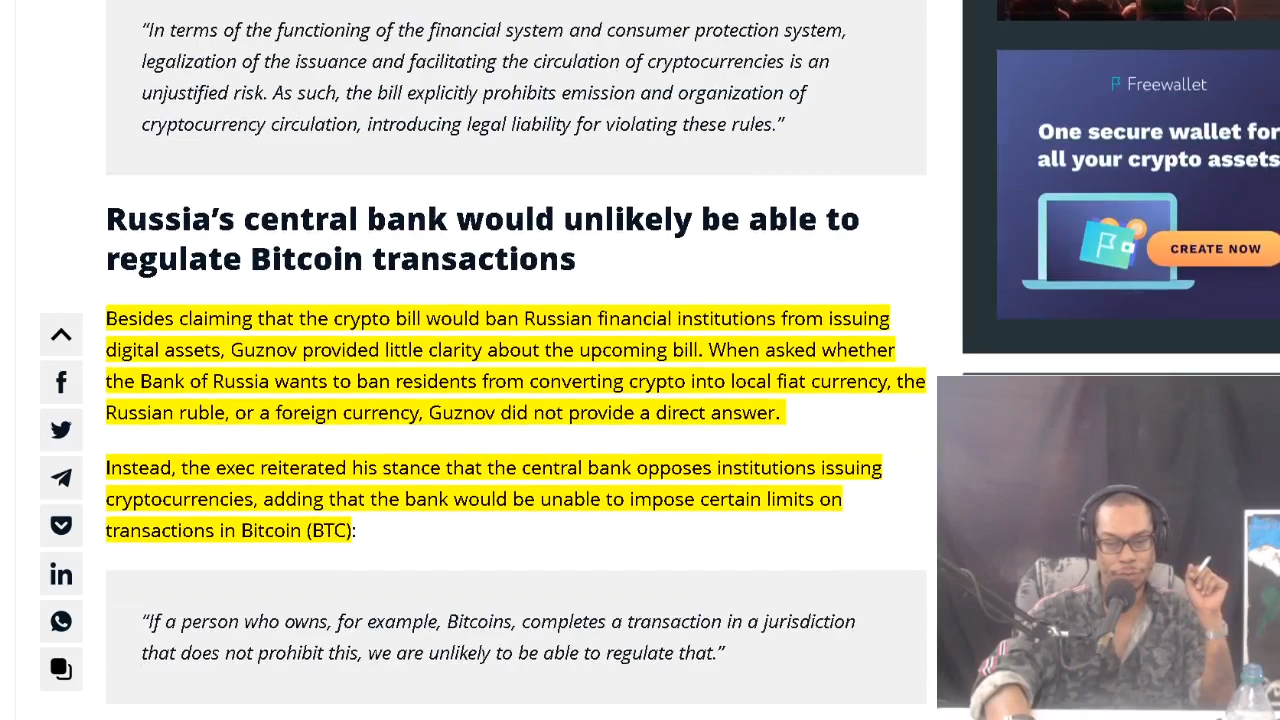 “In terms of the functioning of the financial system and consumer protection system,
legalization of the issuance and facilitating the circulation of cryptocurrencies is an
unjustified risk. As such, the bill explicitly prohibits emission and organization of
cryptocurrency circulation, introducing legal liability for violating these rules.”
Russia’s central bank would unlikely be able to
regulate Bitcoin transactions
Besides claiming that the crypto bill would ban Russian financial institutions from issuing
digital assets, Guznov provided little clarity about the upcoming bill. When asked whether
the Bank of Russia wants to ban residents from converting crypto into local fiat currency, the
Russian ruble, or a foreign currency, Guznov did not provide a direct answer.
Instead, the exec reiterated his stance that the central bank opposes institutions issuing
cryptocurrencies, adding that the bank would be unable to impose certain limits on
transactions in Bitcoin (BTC):
“If a person who owns, for example, Bitcoins, completes a transaction in a jurisdiction
that does not prohibit this, we are unlikely to be able to regulate that.”
Freewallet
One secure wallet for
all your crypto assets
CREATE NOW